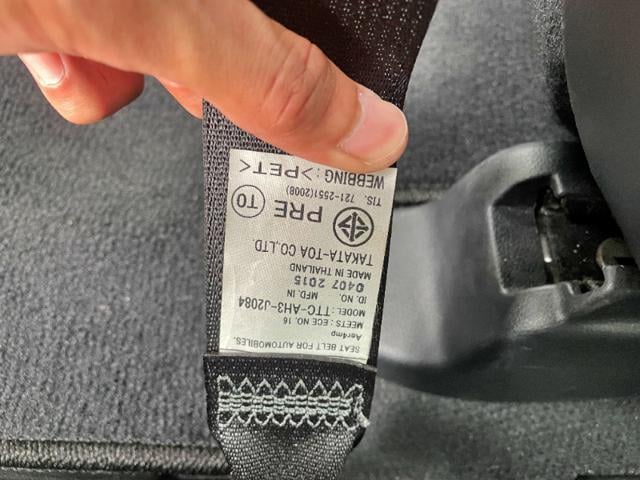 SEAT BELT FOR AUTOMOBILES.
Aer4mp
MEETS : ECE NO. 16
MODEL : TTC-AH3-J2084
ID. NO. MFD. IN
0407 2015
MADE IN THAILAND
TAKATA-TOA CO.,LTD.
PRE TO
TIS. 721-2551(2008)
WEBBING : >PET<